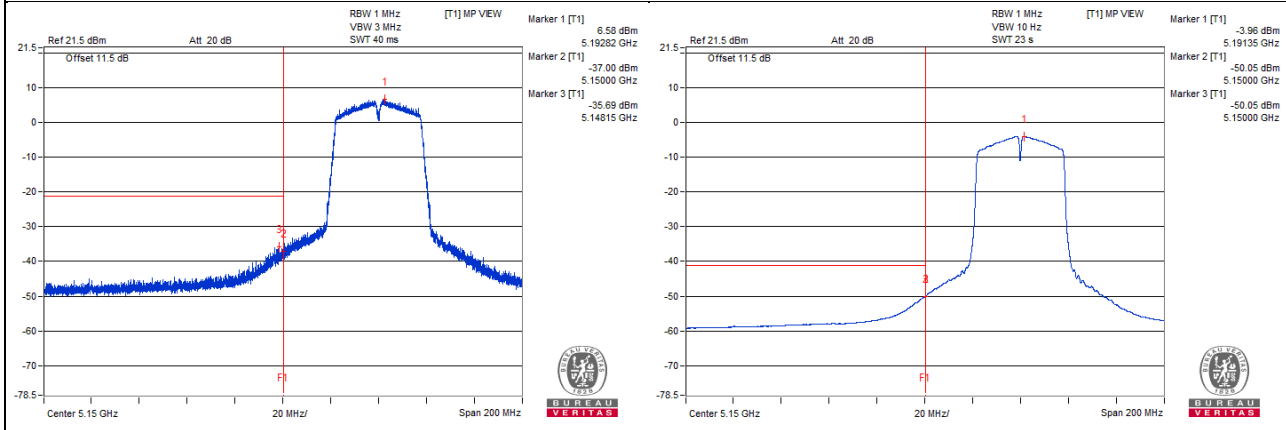 RBW 1 MHz
VBW 3 MHz
SWT 40 ms
[T1] MP VIEW
Ref 21.5 dBm
Att 20 dB
Offset 11.5 dB
Marker 1 [T1]
6.58 dBm
5.19282 GHz
Marker 2 [T1]
-37.00 dBm
5.15000 GHz
Marker 3 [T1]
-35.69 dBm
5.14815 GHz
21.5
10
0
-10
-20
-30
-40
-50
-60
-70
-78.5
1
3
2
F1
Center 5.15 GHz
20 MHz/
Span 200 MHz
BUREAU VERITAS
1828
BUREAU
VERITAS
RBW 1 MHz
VBW 10 Hz
SWT 23 s
[T1] MP VIEW
Ref 21.5 dBm
Att 20 dB
Offset 11.5 dB
Marker 1 [T1]
-3.96 dBm
5.19135 GHz
Marker 2 [T1]
-50.05 dBm
5.15000 GHz
Marker 3 [T1]
-50.05 dBm
5.15000 GHz
21.5
10
0
-10
-20
-30
-40
-50
-60
-70
-78.5
1
F1
Center 5.15 GHz
20 MHz/
Span 200 MHz
BUREAU VERITAS
1828
BUREAU
VERITAS